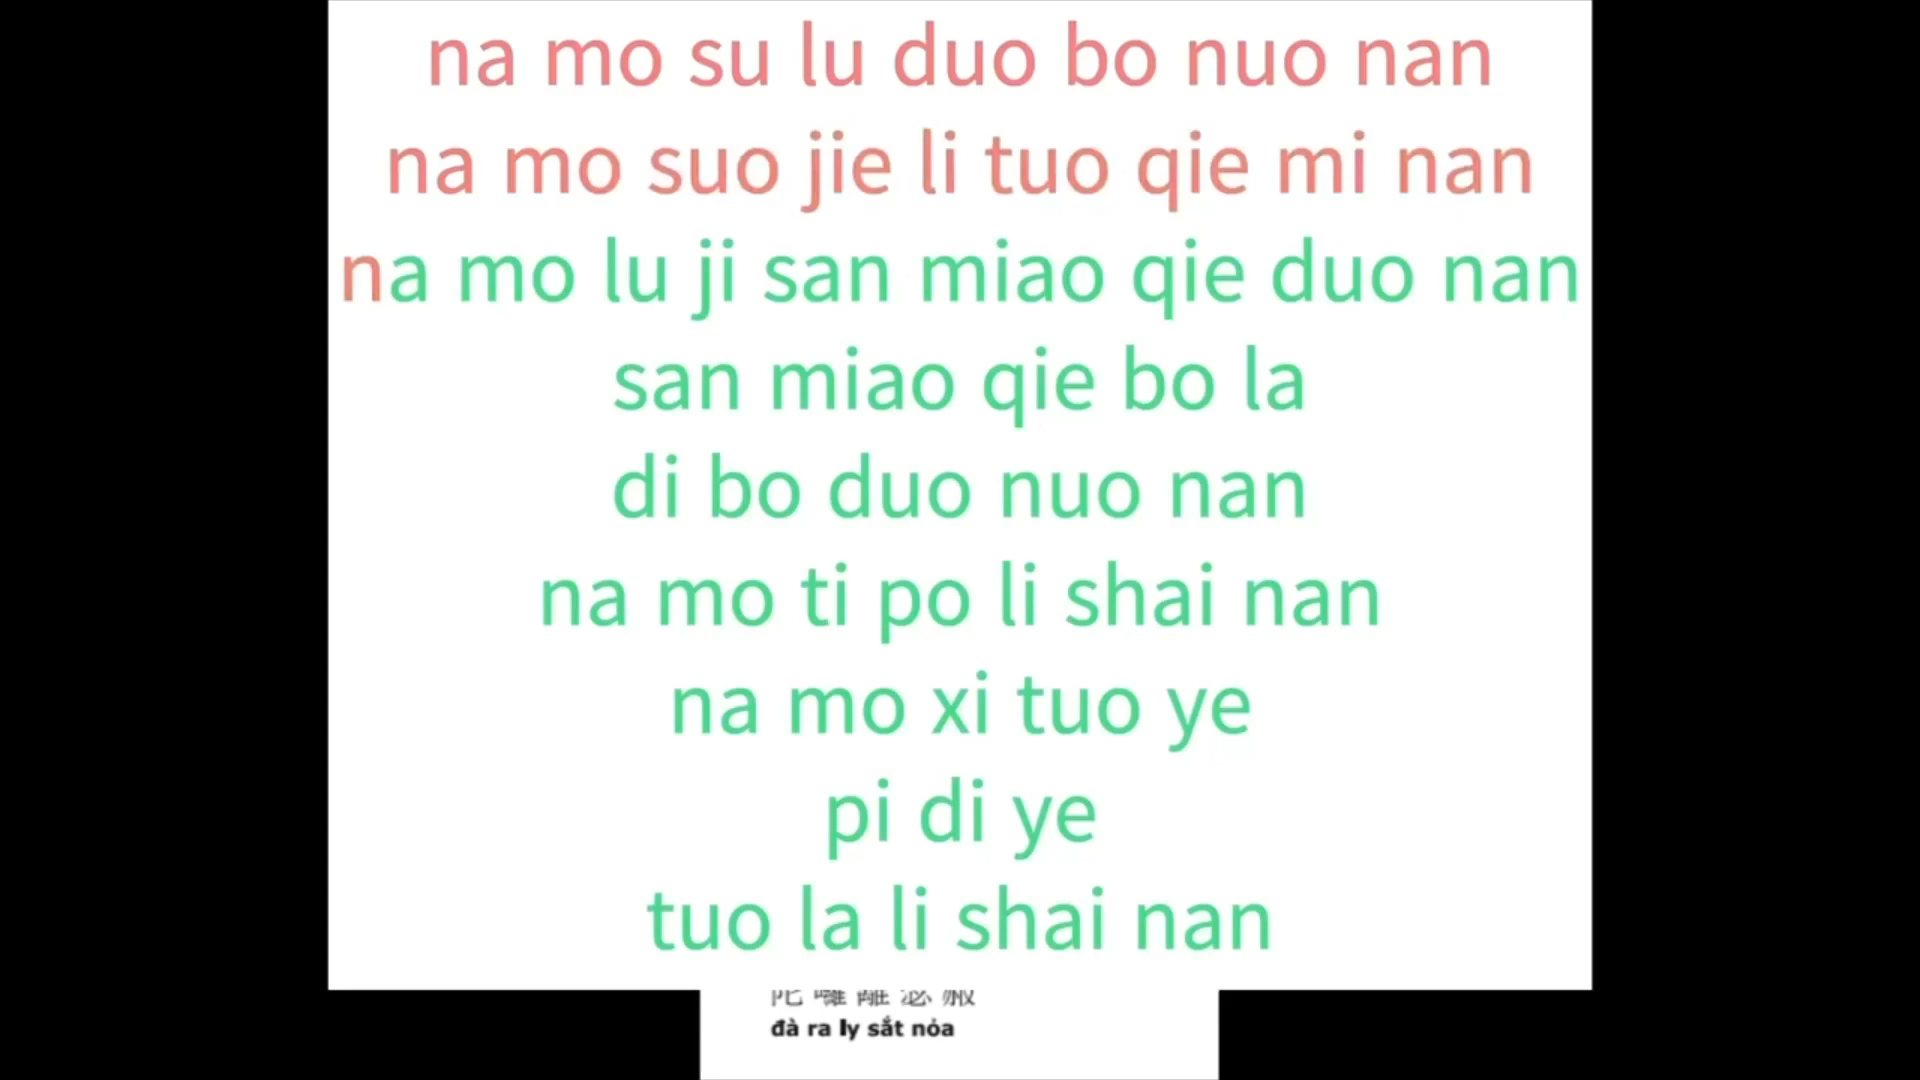 na mo su lu duo bo nuo nan
na mo suo jie li tuo qie mi nan
na mo lu ji san miao qie duo nan
san miao qie bo la
di bo duo nuo nan
na mo ti po li shai nan
na mo xi tuo ye
pi di ye
tuo la li shai nan
đà ra ly sắt nỏa